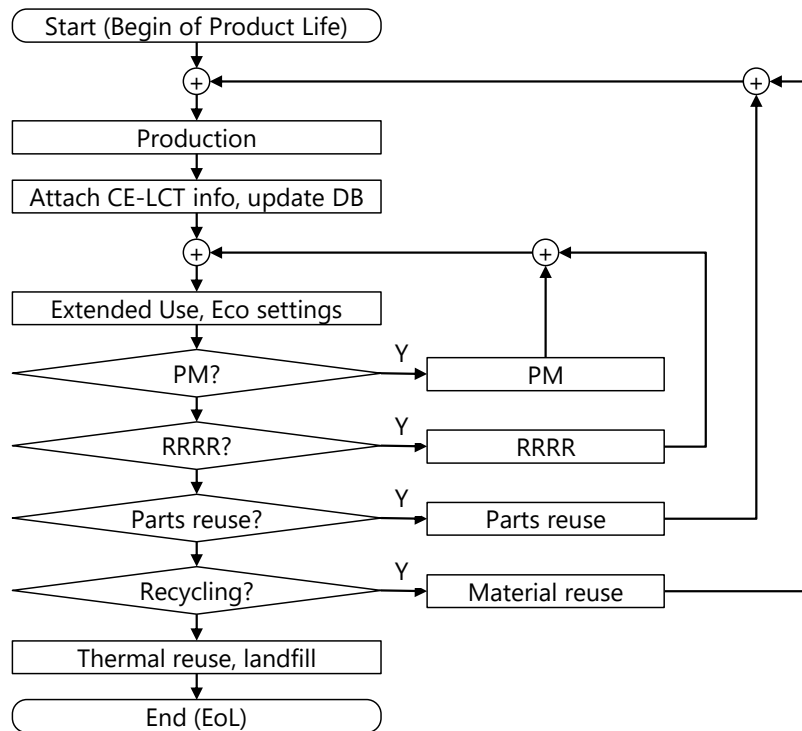 Start (Begin of Product Life)
+
+
Production
Attach CE-LCT info, update DB
+
+
Extended Use, Eco settings
PM?
Y
PM
RRRR?
Y
RRRR
Parts reuse?
Y
Parts reuse
Recycling?
Y
Material reuse
Thermal reuse, landfill
End (EoL)